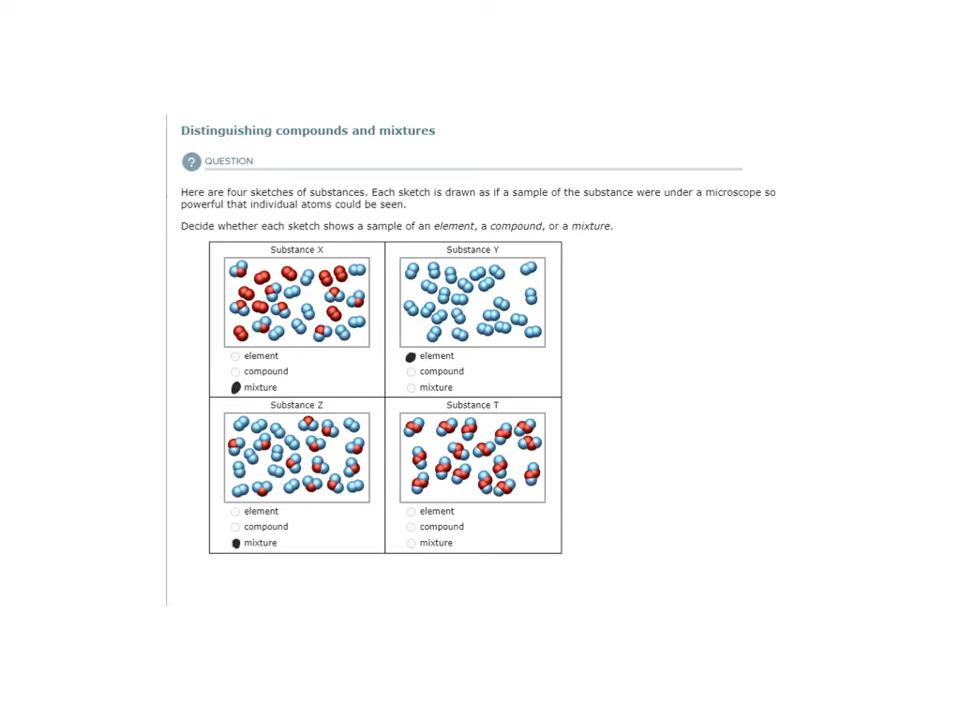 Distinguishing compounds and mixtures
? QUESTION
Here are four sketches of substances. Each sketch is drawn as if a sample of the substance were under a microscope so
powerful that individual atoms could be seen.
Decide whether each sketch shows a sample of an element, a compound, or a mixture.
Substance X
element
compound
mixture
Substance Y
element
compound
mixture
Substance Z
element
compound
mixture
Substance T
element
compound
mixture